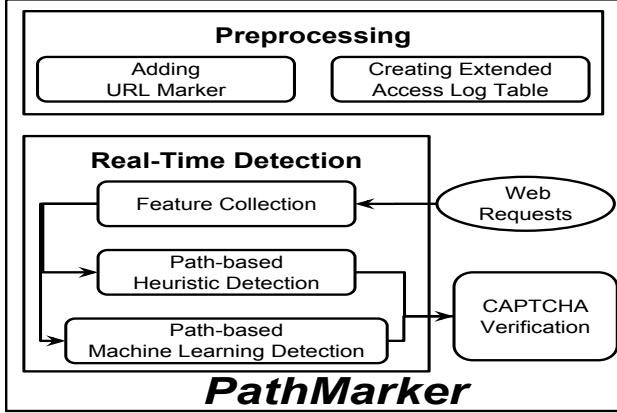 Preprocessing
Adding
URL Marker
Creating Extended
Access Log Table
Real-Time Detection
Feature Collection
Web
Requests
Path-based
Heuristic Detection
CAPTCHA
Verification
Path-based
Machine Learning Detection
PathMarker